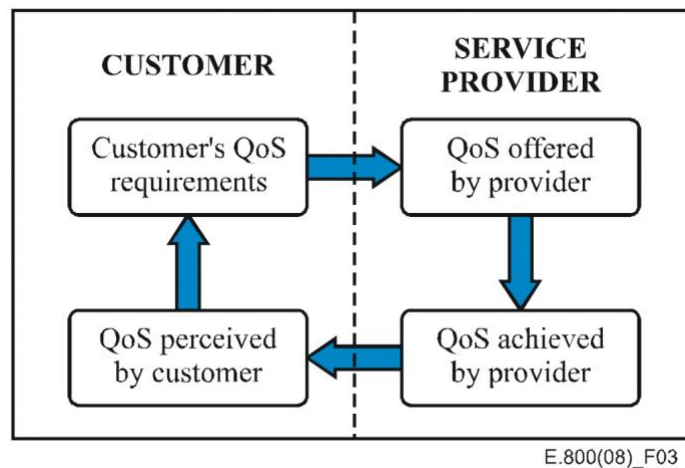 CUSTOMER
SERVICE
PROVIDER
Customer's QoS
requirements
QoS offered
by provider
QoS perceived
by customer
QoS achieved
by provider
E.800(08)_F03